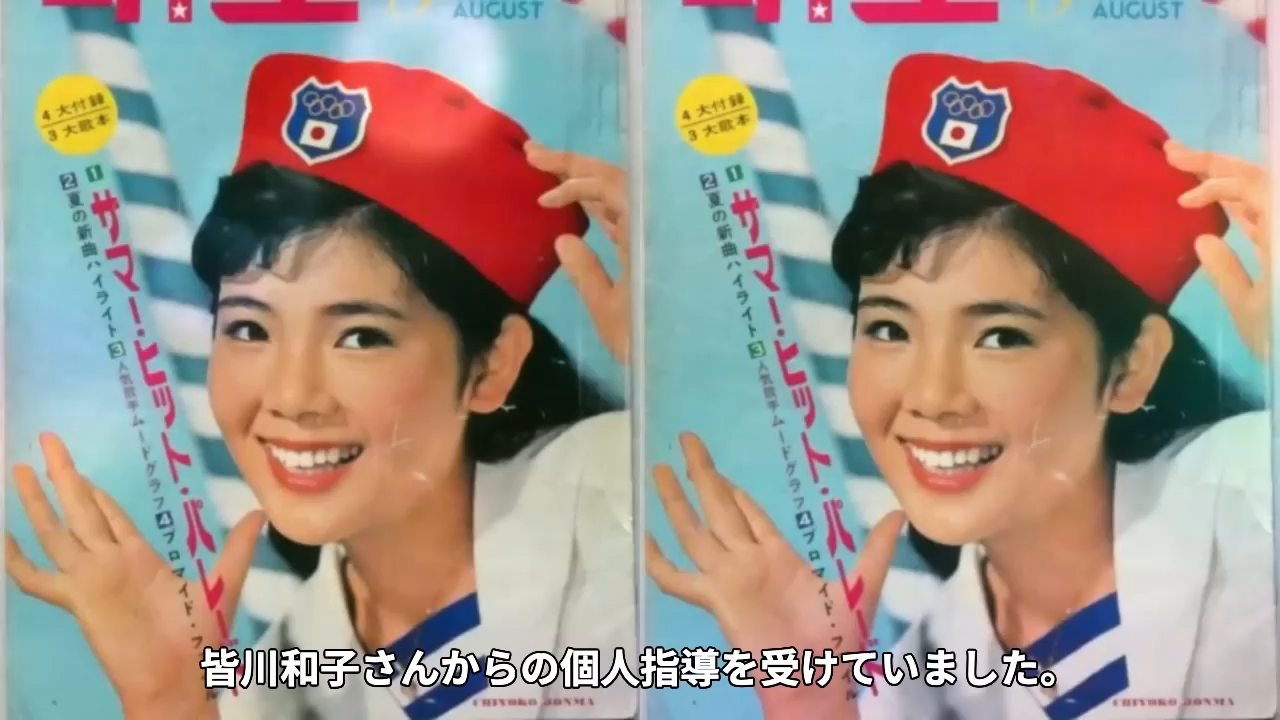 AUGUST
4大付録
3大歌本
1 サマー・ヒット・パレード
2 夏の新曲ハイライト 3 人気歌手ムードグラフ 4 ブロマイド・
CHIYOKO HONMA
AUGUST
4大付録
3大歌本
1 サマー・ヒット・パレード
2 夏の新曲ハイライト 3 人気歌手ムードグラフ 4 ブロマイド・
CHIYOKO HONMA
皆川和子さんからの個人指導を受けていました。